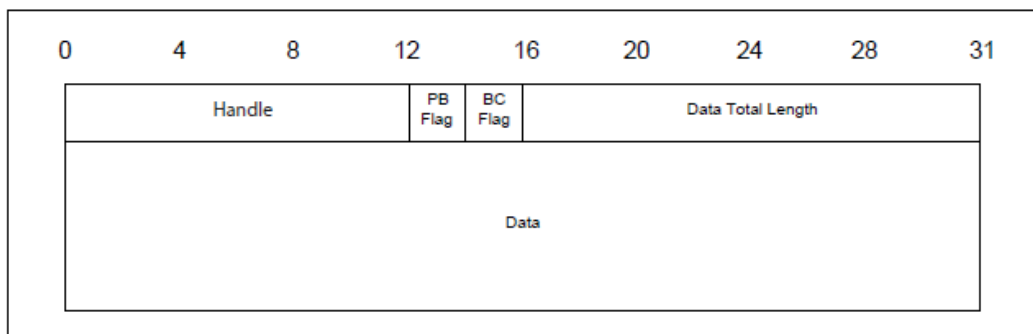 0 4 8 12 16 20 24 28 31
Handle
PB
Flag
BC
Flag
Data Total Length
Data